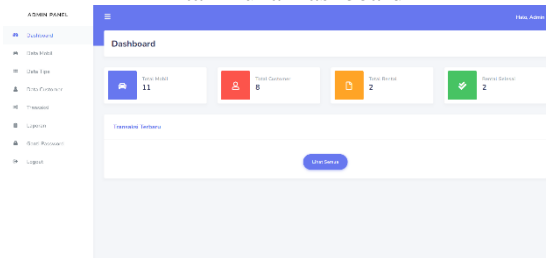 ADMIN PANEL
Halo, Admin
Dashboard
Data Mobil
Data Tipe
Data Customer
Transaksi
Laporan
Ganti Password
Logout
Dashboard
Total Mobil
11
Total Customer
8
Total Rental
2
Rental Selesai
2
Transaksi Terbaru
Lihat Semua